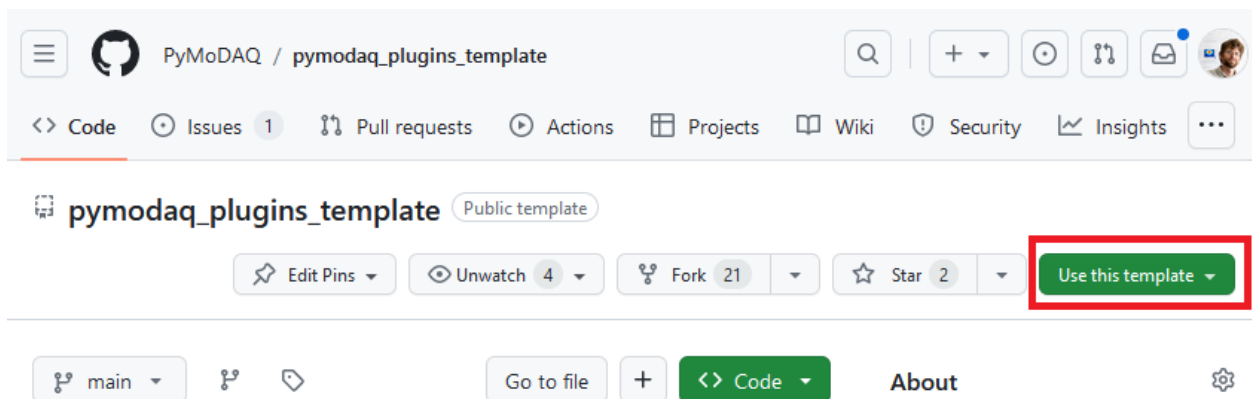 PyMoDAQ / pymodaq_plugins_template
Code Issues 1 Pull requests Actions Projects Wiki Security Insights
pymodaq_plugins_template Public template
Edit Pins Unwatch 4 Fork 21 Star 2 Use this template
main Go to file Code About